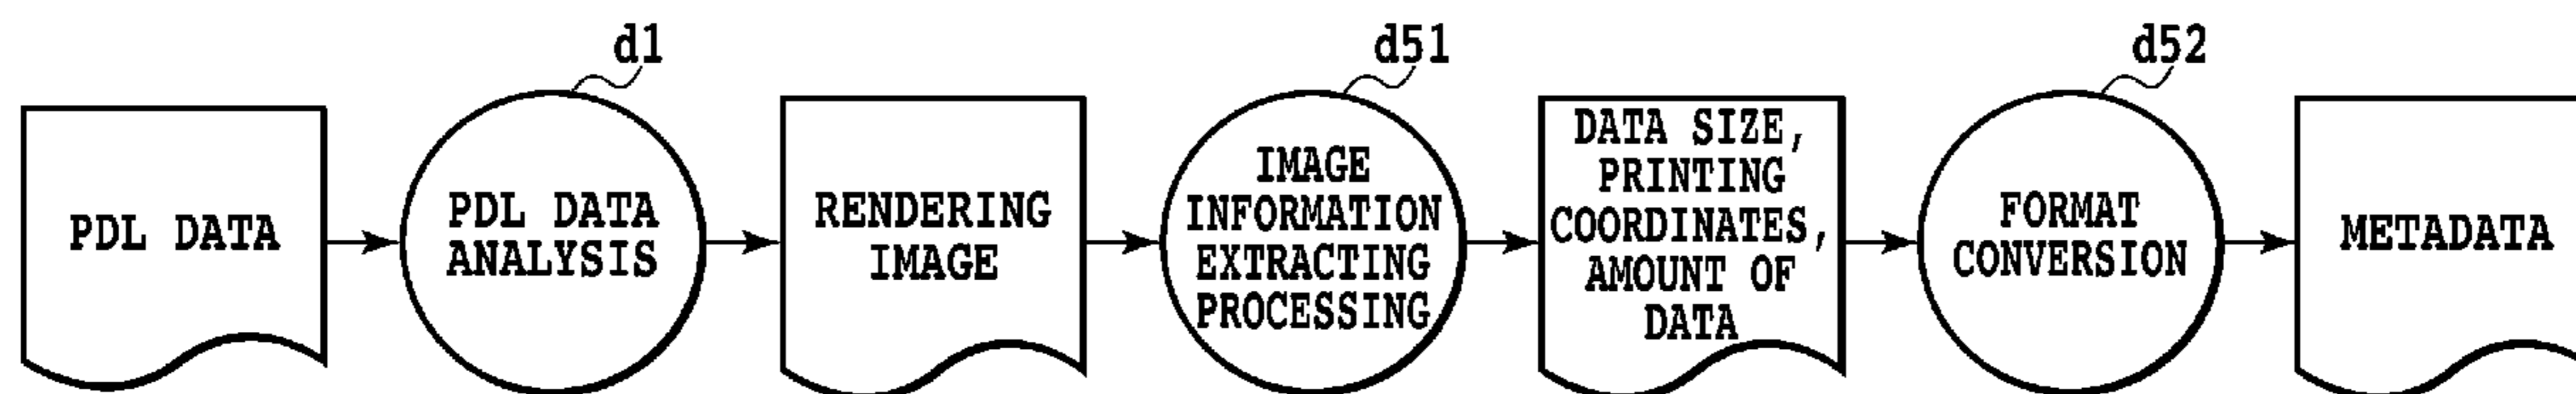 d1
d51
d52
PDL DATA
PDL DATA
ANALYSIS
RENDERING
IMAGE
IMAGE
INFORMATION
EXTRACTING
PROCESSING
DATA SIZE,
PRINTING
COORDINATES,
AMOUNT OF
DATA
FORMAT
CONVERSION
METADATA